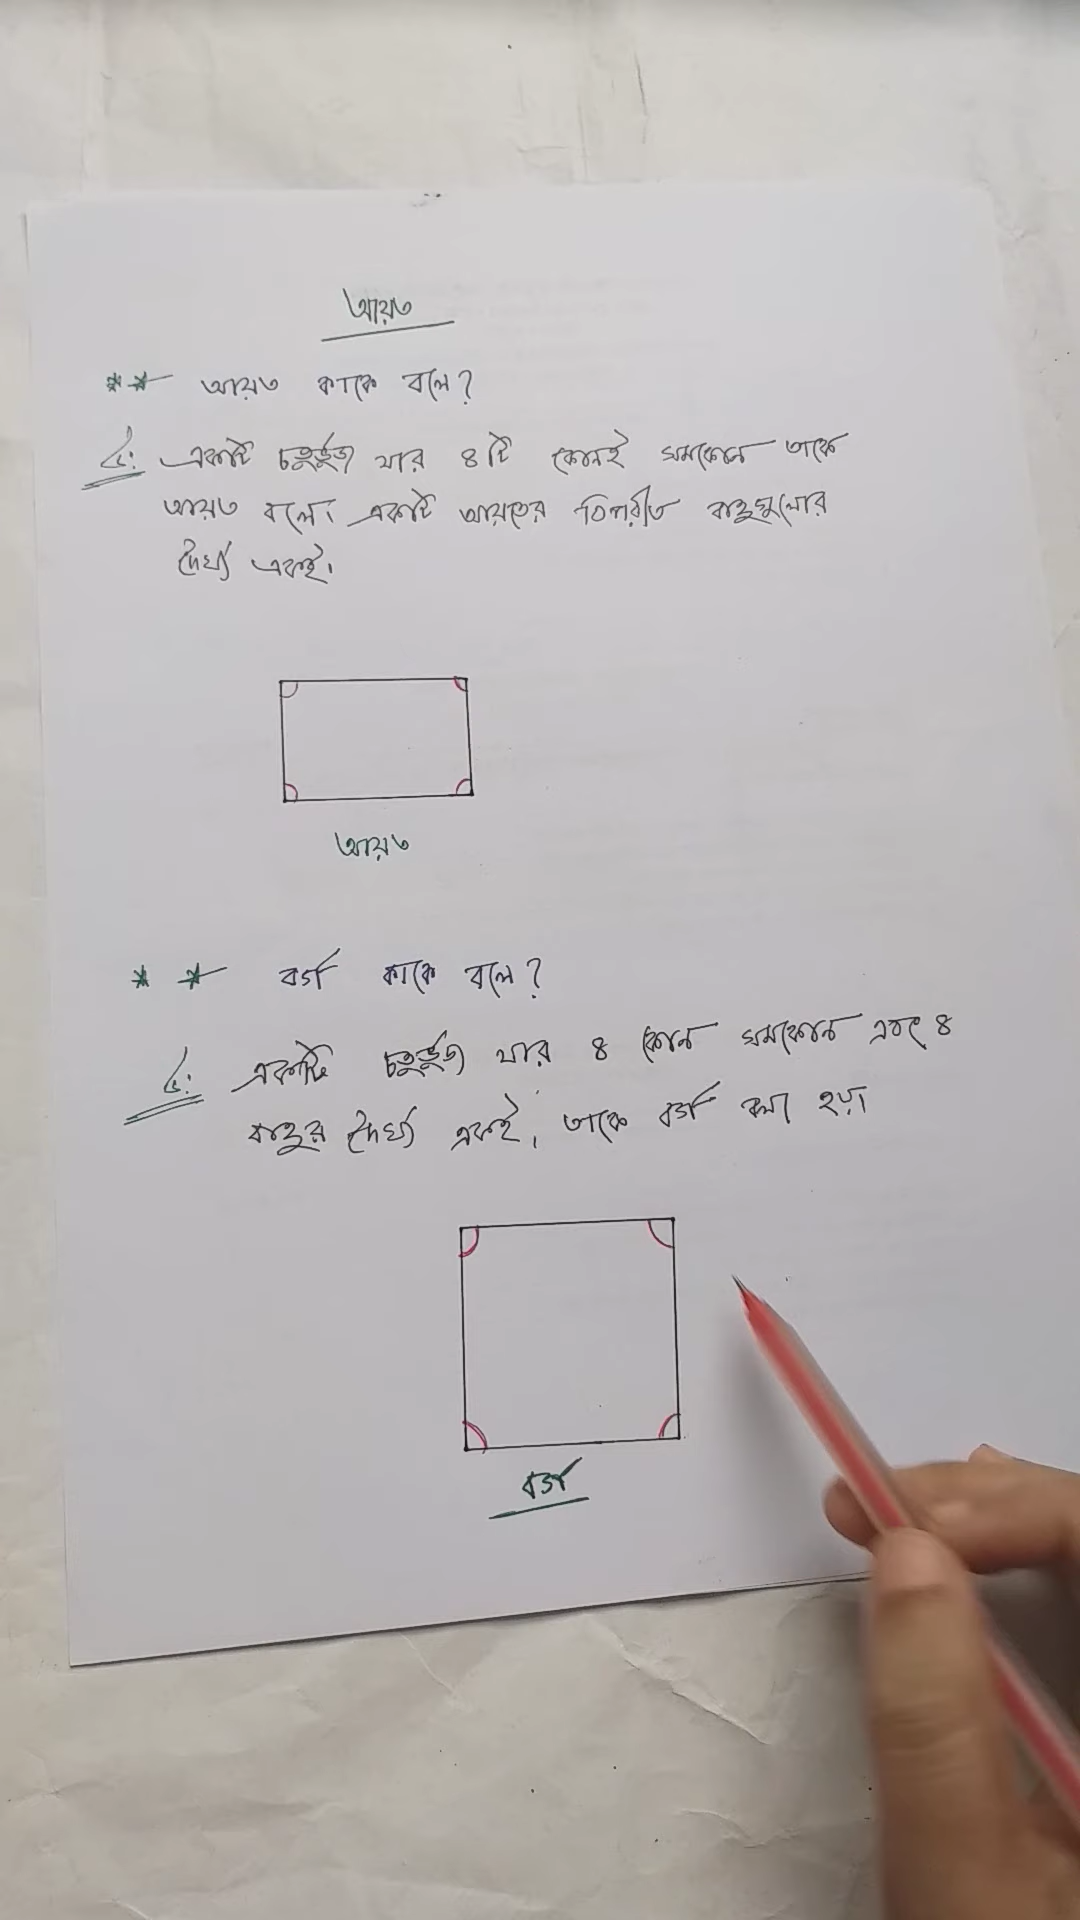 আয়ত
** আয়ত কাকে বলে?
উ: একটি চতুর্ভুজ যার ৪টি কোনই সমকোন তাকে
আয়ত বলে। একটি আয়তের বিপরীত বাহুগুলোর
দৈর্ঘ্য একই।
আয়ত
** বর্গ কাকে বলে?
উ: একটি চতুর্ভুজ যার ৪ কোন সমকোন এবং ৪
বাহুর দৈর্ঘ্য একই, তাকে বর্গ বলা হয়।
বর্গ